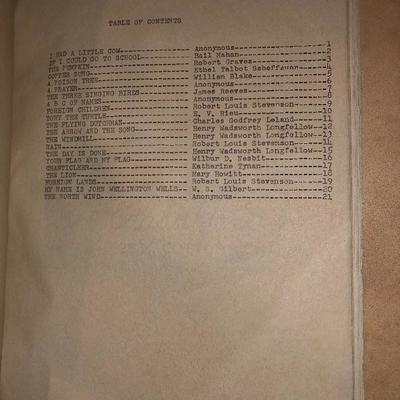 TABLE OF CONTENTS
I HAD A LITTLE COW---------------- Anonymous------------------1
IF I COULD GO TO SCHOOL----------- Bail Mahan-----------------2
THE PUMPKIN----------------------- Robert Graves--------------3
SONG----------------------- Ethel Talbot Scheffauer----4
A POISON TREE--------------------- William Blake--------------5
A PRAYER-------------------------- Anonymous------------------6
THE THREE SINGING BIRDS----------- James Reeves---------------7
A B C OF NAMES-------------------- Anonymous------------------8
FOREIGN CHILDREN------------------ Robert Louis Stevenson-----9
TONY THE TURTLE------------------- E. V. Rieu-----------------10
THE FLYING DUTCHMAN--------------- Charles Godfrey Leland-----11
THE ARROW AND THE SONG------------ Henry Wadsworth Longfellow-12
THE WINDMILL---------------------- Henry Wadsworth Longfellow-13
RAIN------------------------------ Robert Louis Stevenson-----14
THE DAY IS DONE------------------- Henry Wadsworth Longfellow-15
YOUR FLAG AND MY FLAG------------- Wilbur D. Nesbit-----------16
CHANTICLEER----------------------- Katherine Tynan------------17
THE LION-------------------------- Mary Howitt----------------18
FOREIGN LANDS--------------------- Robert Louis Stevenson-----19
MY NAME IS JOHN WELLINGTON WELLS-- W. S. Gilbert--------------20
THE NORTH WIND-------------------- Anonymous------------------21